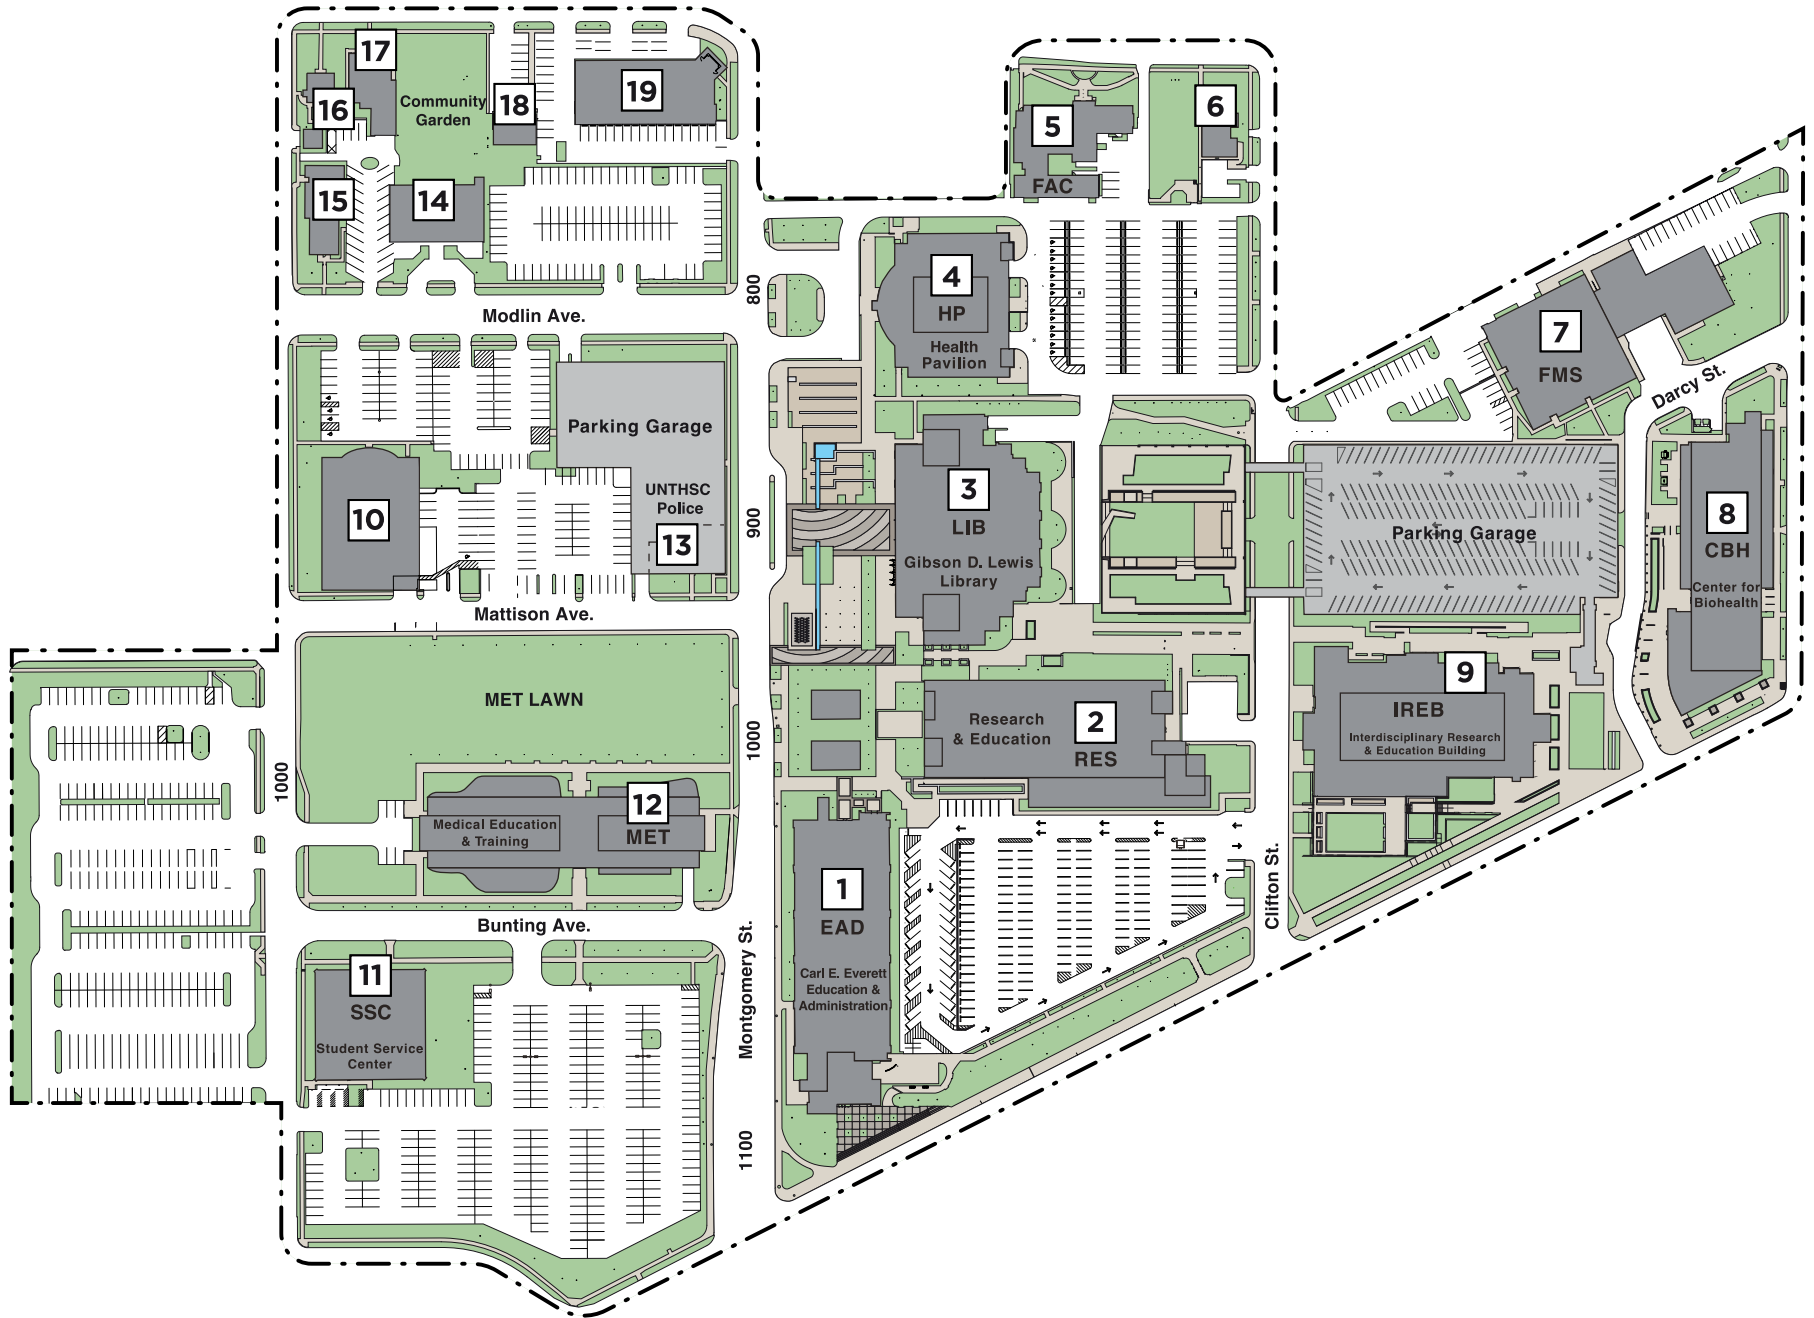 17
16
Community
Garden
18
19
15
14
5
FAC
6
4
HP
Health
Pavilion
800
Modlin Ave.
7
FMS
Darcy St.
Parking Garage
10
UNTHSC
Police
13
900
3
LIB
Gibson D. Lewis
Library
Parking Garage
8
CBH
Center for
Biohealth
Mattison Ave.
MET LAWN
1000
1000
Research
& Education
2
RES
9
IREB
Interdisciplinary Research
& Education Building
12
Medical Education
& Training
MET
Bunting Ave.
1
EAD
Carl E. Everett
Education &
Administration
Clifton St.
Montgomery St.
11
SSC
Student Service
Center
1100